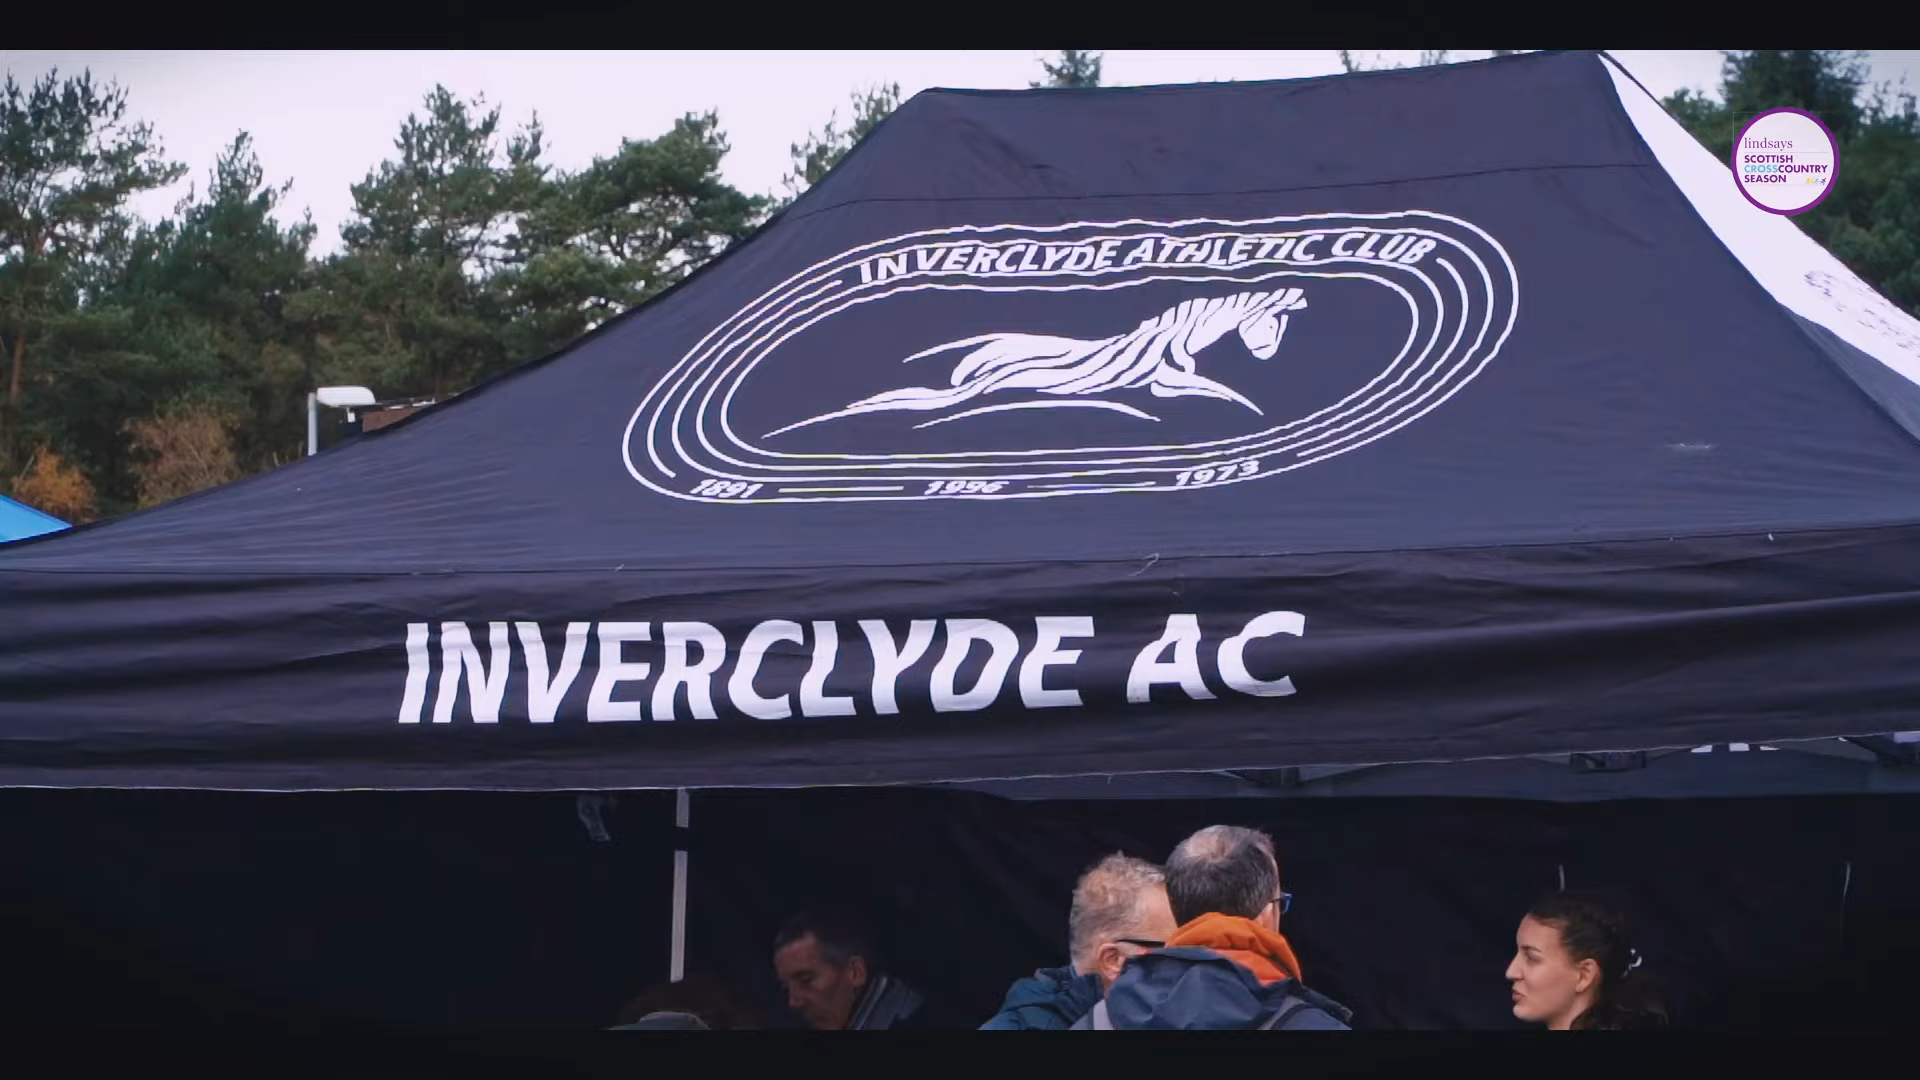 INVERCLYDE ATHLETIC CLUB
1891 1996 1973
INVERCLYDE AC
lindsays
SCOTTISH
CROSSCOUNTRY
SEASON